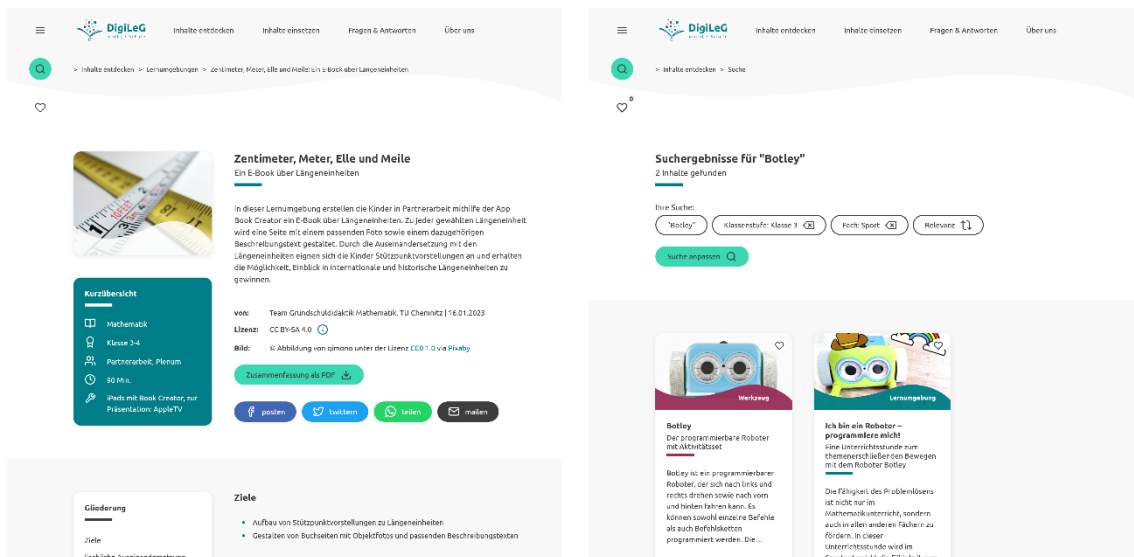 DigiLeG
Inhalte entdecken
Inhalte einsetzen
Fragen & Antworten
Über uns
> Inhalte entdecken > Lernumgebungen > Zentimeter, Meter, Elle und Meile: Ein E-Book über Längeneinheiten
Zentimeter, Meter, Elle und Meile
Ein E-Book über Längeneinheiten
In dieser Lernumgebung erstellen die Kinder in Partnerarbeit mithilfe der App
Book Creator ein E-Book über Längeneinheiten. Zu jeder gewählten Längeneinheit
wird eine Seite mit einem passenden Foto sowie einem dazugehörigen
Beschreibungstext gestaltet. Durch die Auseinandersetzung mit den
Längeneinheiten eignen sich die Kinder Stützpunktvorstellungen an und erhalten
die Möglichkeit, Einblick in internationale und historische Längeneinheiten zu
gewinnen.
Kurzübersicht
Mathematik
Klasse 3-4
Partnerarbeit, Plenum
90 Min.
iPads mit Book Creator, zur
Präsentation: AppleTV
von: Team Grundschuldidaktik Mathematik, TU Chemnitz | 16.01.2023
Lizenz: CC BY-SA 4.0
Bild: © Abbildung von qimono unter der Lizenz CC0 1.0 via Pixaby
Zusammenfassung als PDF
posten
twittern
teilen
mailen
Gliederung
Ziele
Ziele
• Aufbau von Stützpunktvorstellungen zu Längeneinheiten
• Gestalten von Buchseiten mit Objektfotos und passenden Beschreibungstexten
DigiLeG
Inhalte entdecken
Inhalte einsetzen
Fragen & Antworten
Über uns
> Inhalte entdecken > Suche
0
Suchergebnisse für "Botley"
2 Inhalte gefunden
Ihre Suche:
"Botley"
Klassenstufe: Klasse 3
Fach: Sport
Relevanz
Suche anpassen
Werkzeug
Botley
Der programmierbare Roboter
mit Aktivitätsset
Botley ist ein programmierbarer
Roboter, der sich nach links und
rechts drehen sowie nach vorn
und hinten fahren kann. Es
können sowohl einzelne Befehle
als auch Befehlsketten
programmiert werden. Die...
Lernumgebung
Ich bin ein Roboter –
programmiere mich!
Eine Unterrichtsstunde zum
themenerschließenden Bewegen
mit dem Roboter Botley
Die Fähigkeit des Problemlösens
ist nicht nur im
Mathematikunterricht, sondern
auch in allen anderen Fächern zu
fördern. In dieser
Unterrichtsstunde wird im